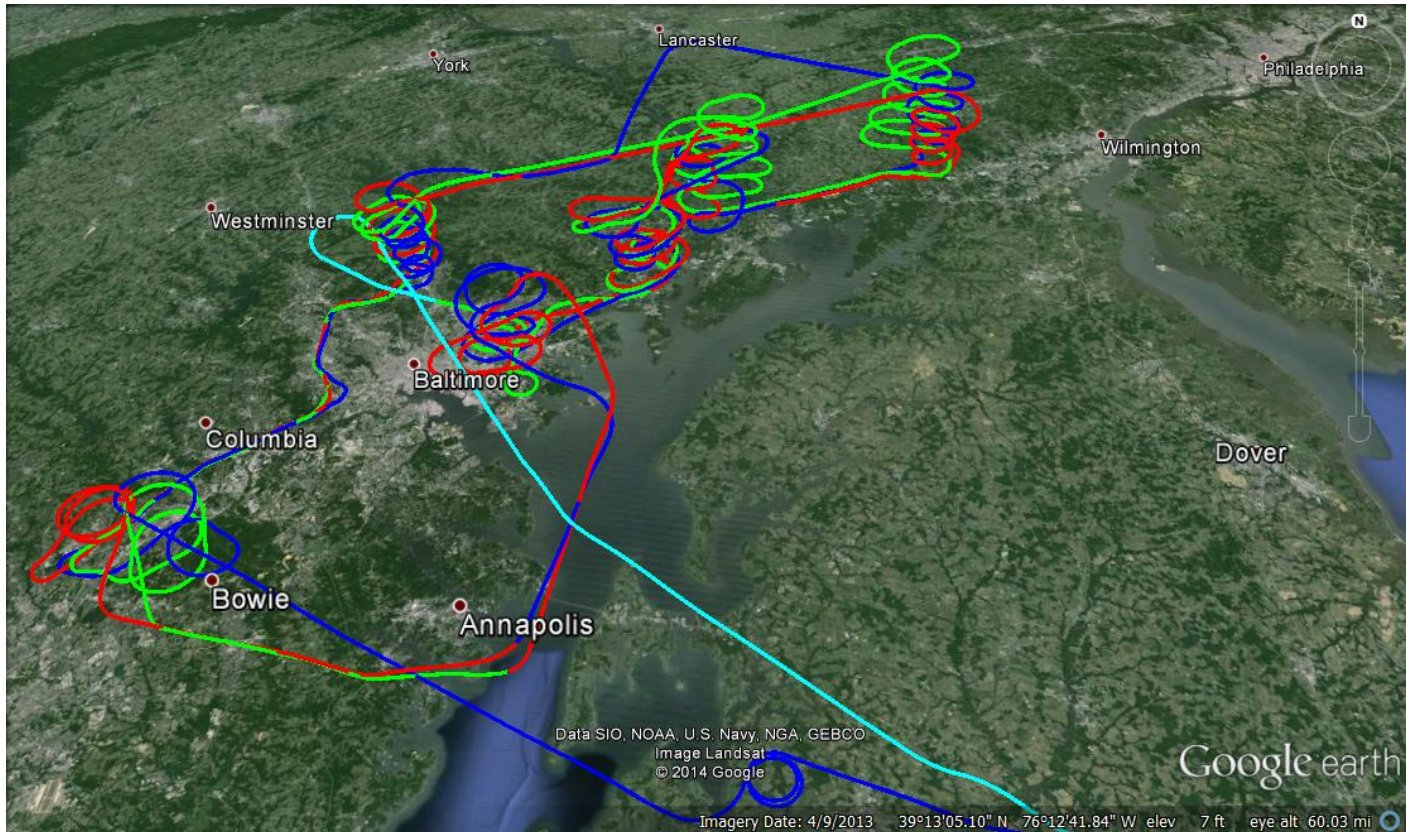 Lancaster
York
N
Philadelphia
Wilmington
Westminster
Baltimore
Columbia
Dover
Bowie
Annapolis
Data SIO, NOAA, U.S. Navy, NGA, GEBCO
Image Landsat
© 2014 Google
Google earth
Imagery Date: 4/9/2013 39°13'05.10" N 76°12'41.84" W elev 7 ft eye alt 60.03 mi